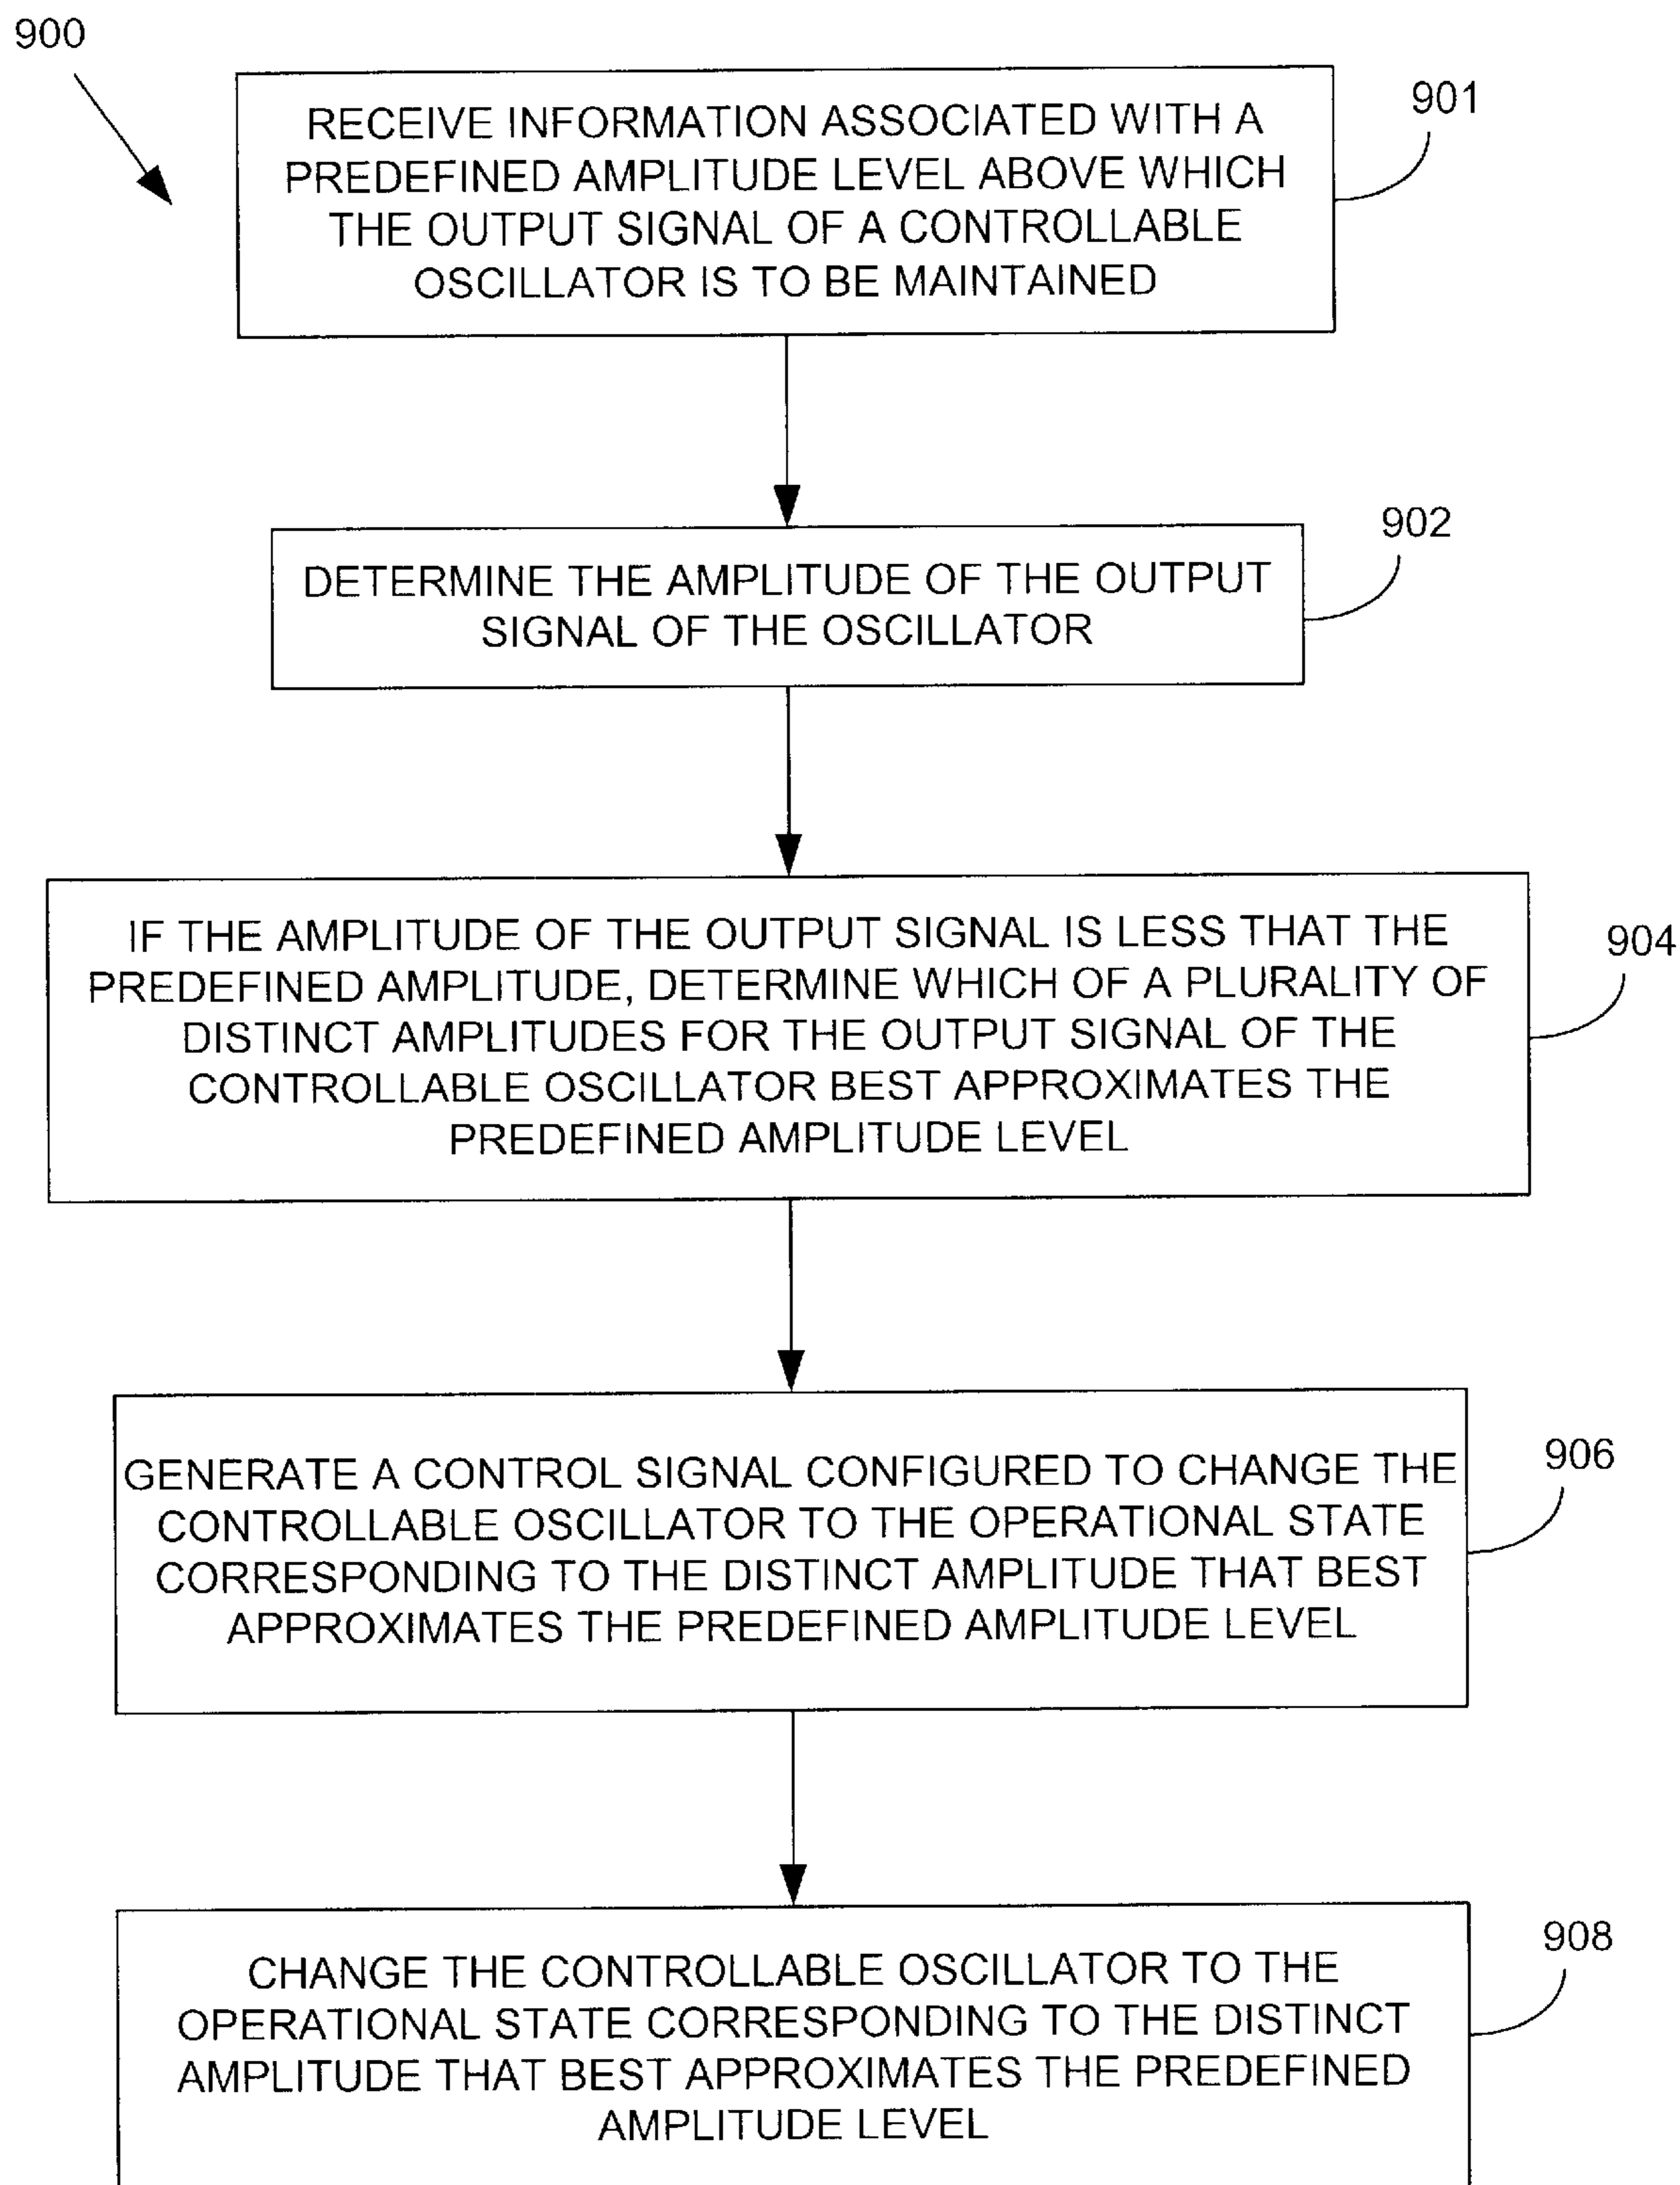 900
901
RECEIVE INFORMATION ASSOCIATED WITH A
PREDEFINED AMPLITUDE LEVEL ABOVE WHICH
THE OUTPUT SIGNAL OF A CONTROLLABLE
OSCILLATOR IS TO BE MAINTAINED
902
DETERMINE THE AMPLITUDE OF THE OUTPUT
SIGNAL OF THE OSCILLATOR
904
IF THE AMPLITUDE OF THE OUTPUT SIGNAL IS LESS THAT THE
PREDEFINED AMPLITUDE, DETERMINE WHICH OF A PLURALITY OF
DISTINCT AMPLITUDES FOR THE OUTPUT SIGNAL OF THE
CONTROLLABLE OSCILLATOR BEST APPROXIMATES THE
PREDEFINED AMPLITUDE LEVEL
906
GENERATE A CONTROL SIGNAL CONFIGURED TO CHANGE THE
CONTROLLABLE OSCILLATOR TO THE OPERATIONAL STATE
CORRESPONDING TO THE DISTINCT AMPLITUDE THAT BEST
APPROXIMATES THE PREDEFINED AMPLITUDE LEVEL
908
CHANGE THE CONTROLLABLE OSCILLATOR TO THE
OPERATIONAL STATE CORRESPONDING TO THE DISTINCT
AMPLITUDE THAT BEST APPROXIMATES THE PREDEFINED
AMPLITUDE LEVEL